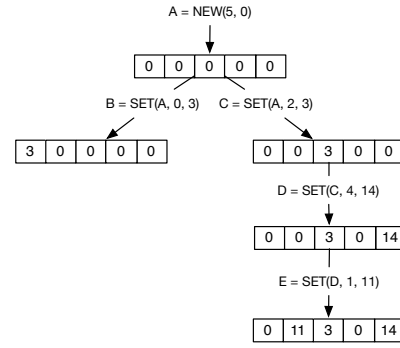 A = NEW(5, 0)
0 0 0 0 0
B = SET(A, 0, 3) C = SET(A, 2, 3)
3 0 0 0 0 0 0 3 0 0
D = SET(C, 4, 14)
0 0 3 0 14
E = SET(D, 1, 11)
0 11 3 0 14